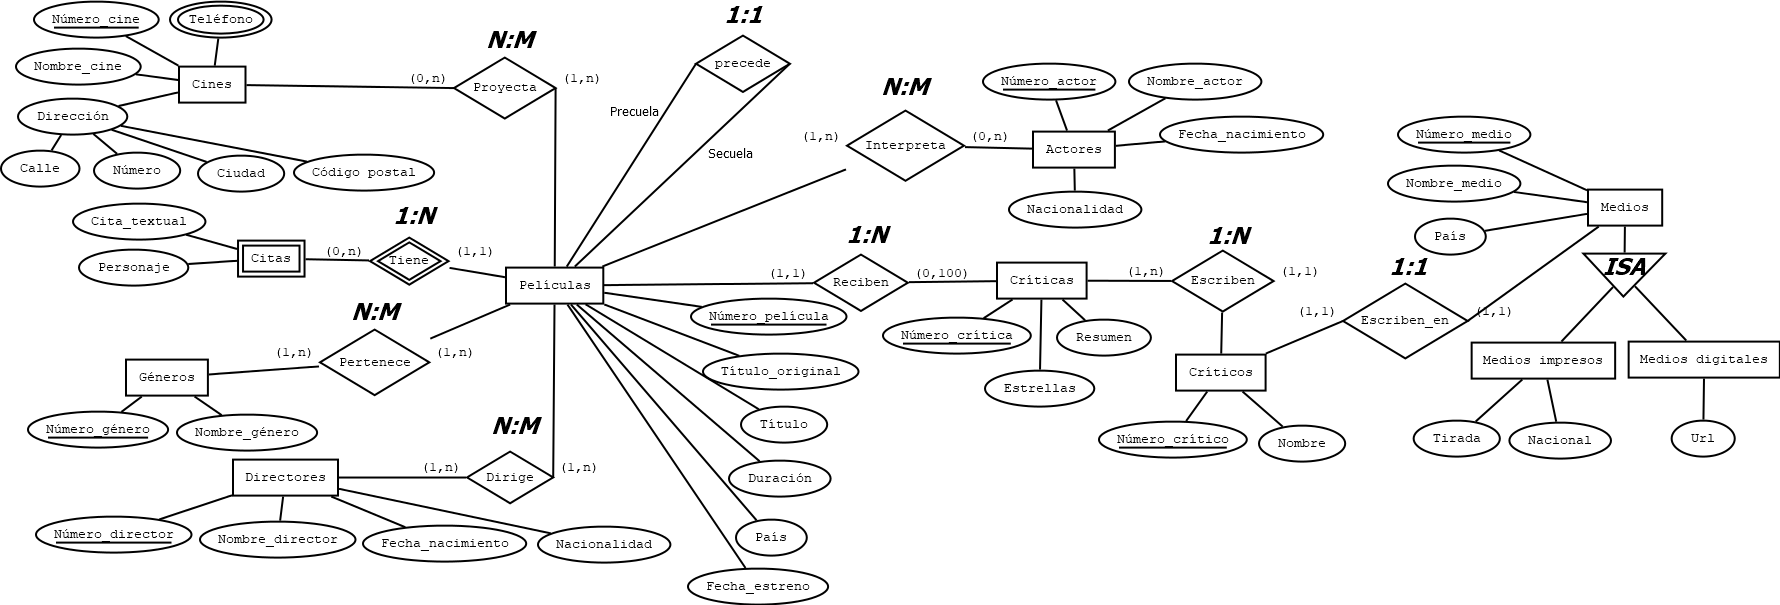 Número_cine
Teléfono
Nombre_cine
Cines
Dirección
Calle
Número
Ciudad
Código postal
(0,n)
N:M
Proyecta
(1,n)
1:1
precede
Precuela
Secuela
N:M
(1,n)
Interpreta
(0,n)
Número_actor
Nombre_actor
Fecha_nacimiento
Actores
Nacionalidad
Cita_textual
Personaje
Citas
(0,n)
1:N
Tiene
(1,1)
Películas
(1,1)
1:N
Reciben
(0,100)
Críticas
Número_crítica
Resumen
Estrellas
(1,n)
1:N
Escriben
(1,1)
Críticos
Número_crítico
Nombre
(1,1)
1:1
Escriben_en
(1,1)
Número_medio
Nombre_medio
País
Medios
ISA
Medios impresos
Medios digitales
Tirada
Nacional
Url
Número_película
Título_original
Título
Duración
País
Fecha_estreno
Géneros
Número_género
Nombre_género
(1,n)
N:M
Pertenece
(1,n)
Directores
(1,n)
N:M
Dirige
(1,n)
Número_director
Nombre_director
Fecha_nacimiento
Nacionalidad